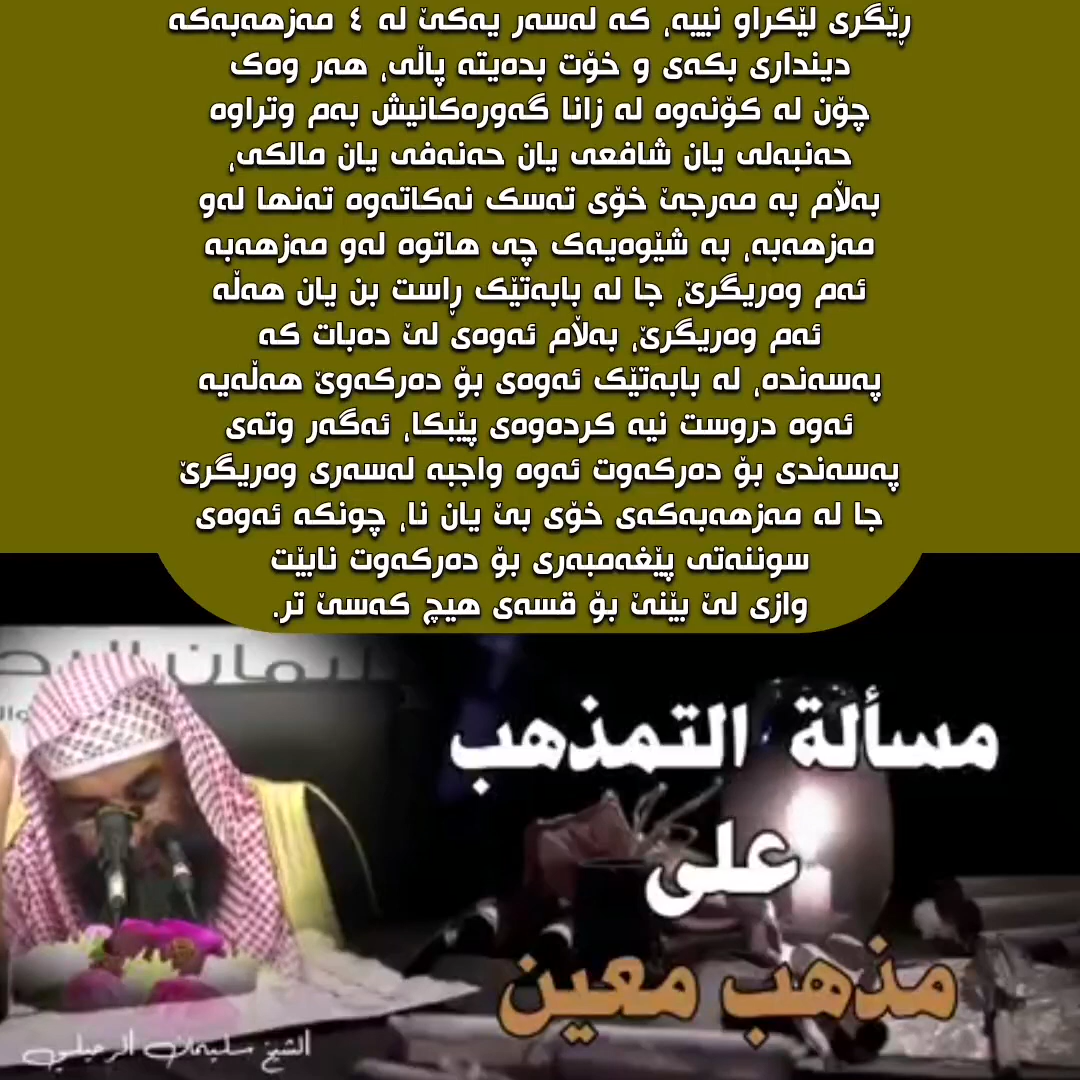 ڕێگری لێکراو نییە، کە لەسەر یەکێ لە ٤ مەزهەبەکە
دینداری بکەی و خۆت بدەیتە پاڵی، هەر وەک
چۆن لە کۆنەوە لە زانا گەورەکانیش بەم وتراوە
حەنبەلی یان شافعی یان حەنەفی یان مالکی،
بەڵام بە مەرجێ خۆی تەسک نەکاتەوە تەنها لەو
مەزهەبە، بە شێوەیەک چی هاتوە لەو مەزهەبە
ئەم وەریگرێ، جا لە بابەتێک ڕاست بن یان هەڵە
ئەم وەریگرێ، بەڵام ئەوەی لێ دەبات کە
پەسەندە، لە بابەتێک ئەوەی بۆ دەرکەوێ هەڵەیە
ئەوە دروست نیە کردەوەی پێبکا، ئەگەر وتەی
پەسەندی بۆ دەرکەوت ئەوە واجبە لەسەری وەریگرێ
جا لە مەزهەبەکەی خۆی بێ یان نا، چونکە ئەوەی
سوننەتی پێغەمبەری بۆ دەرکەوت نابێت
وازی لێ بێنێ بۆ قسەی هیچ کەسێ تر.
مسألة التمذهب
على
مذهب معين
الشيخ سليمان الرحيلي